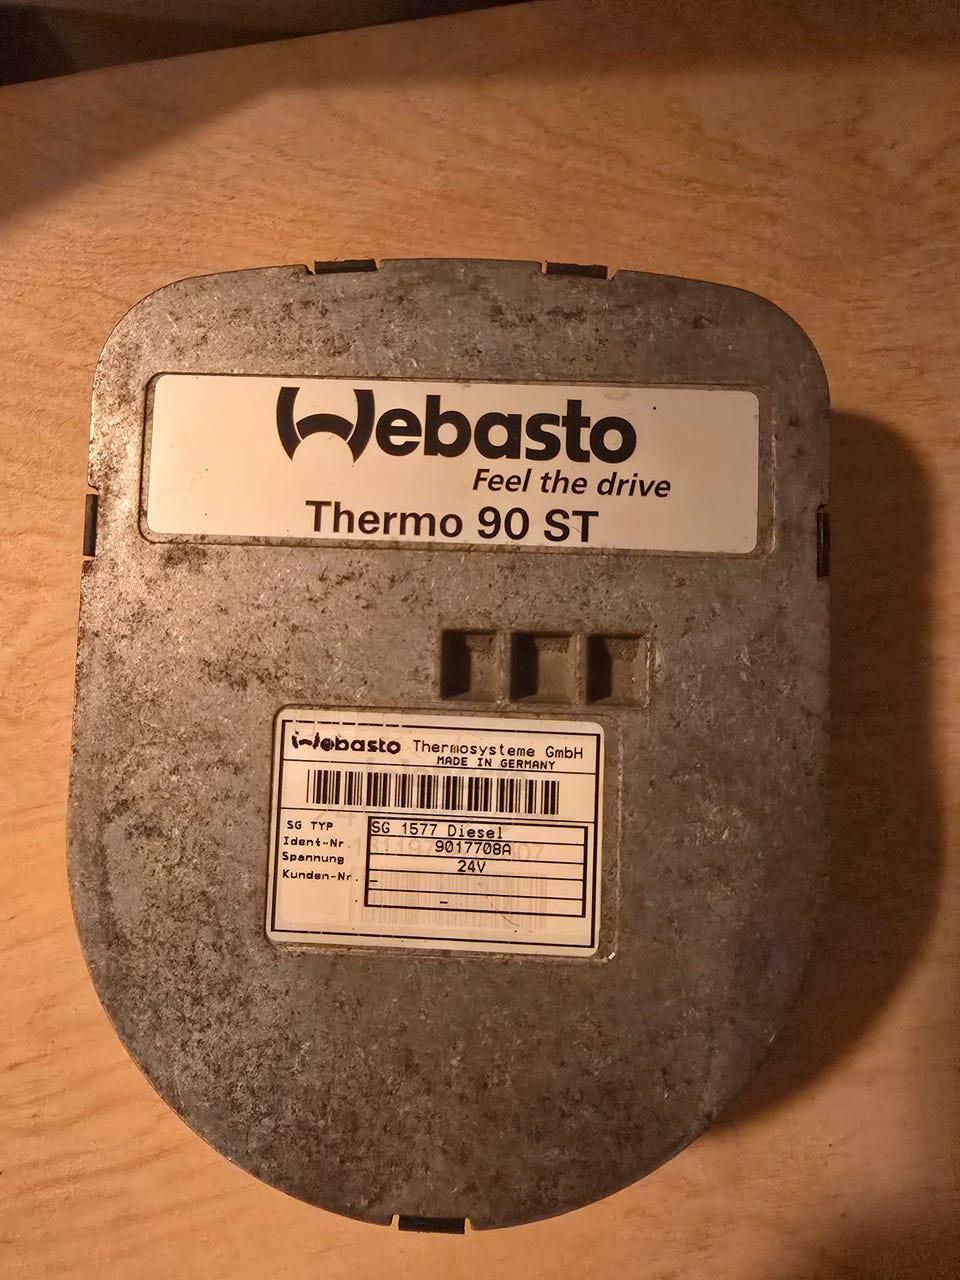 Webasto
Feel the drive
Thermo 90 ST
Webasto Thermosysteme GmbH
MADE IN GERMANY
SG TYP SG 1577 Diesel
Ident-Nr. 9017708A
Spannung 24V
Kunden-Nr. -
-